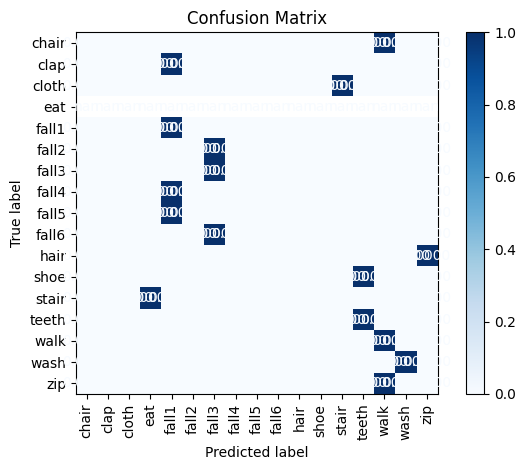 Confusion Matrix
chair
clap
cloth
eat
fall1
fall2
fall3
fall4
fall5
fall6
hair
shoe
stair
teeth
walk
wash
zip
True label
chair
clap
cloth
eat
fall1
fall2
fall3
fall4
fall5
fall6
hair
shoe
stair
teeth
walk
wash
zip
Predicted label
1.0
0.8
0.6
0.4
0.2
0.0